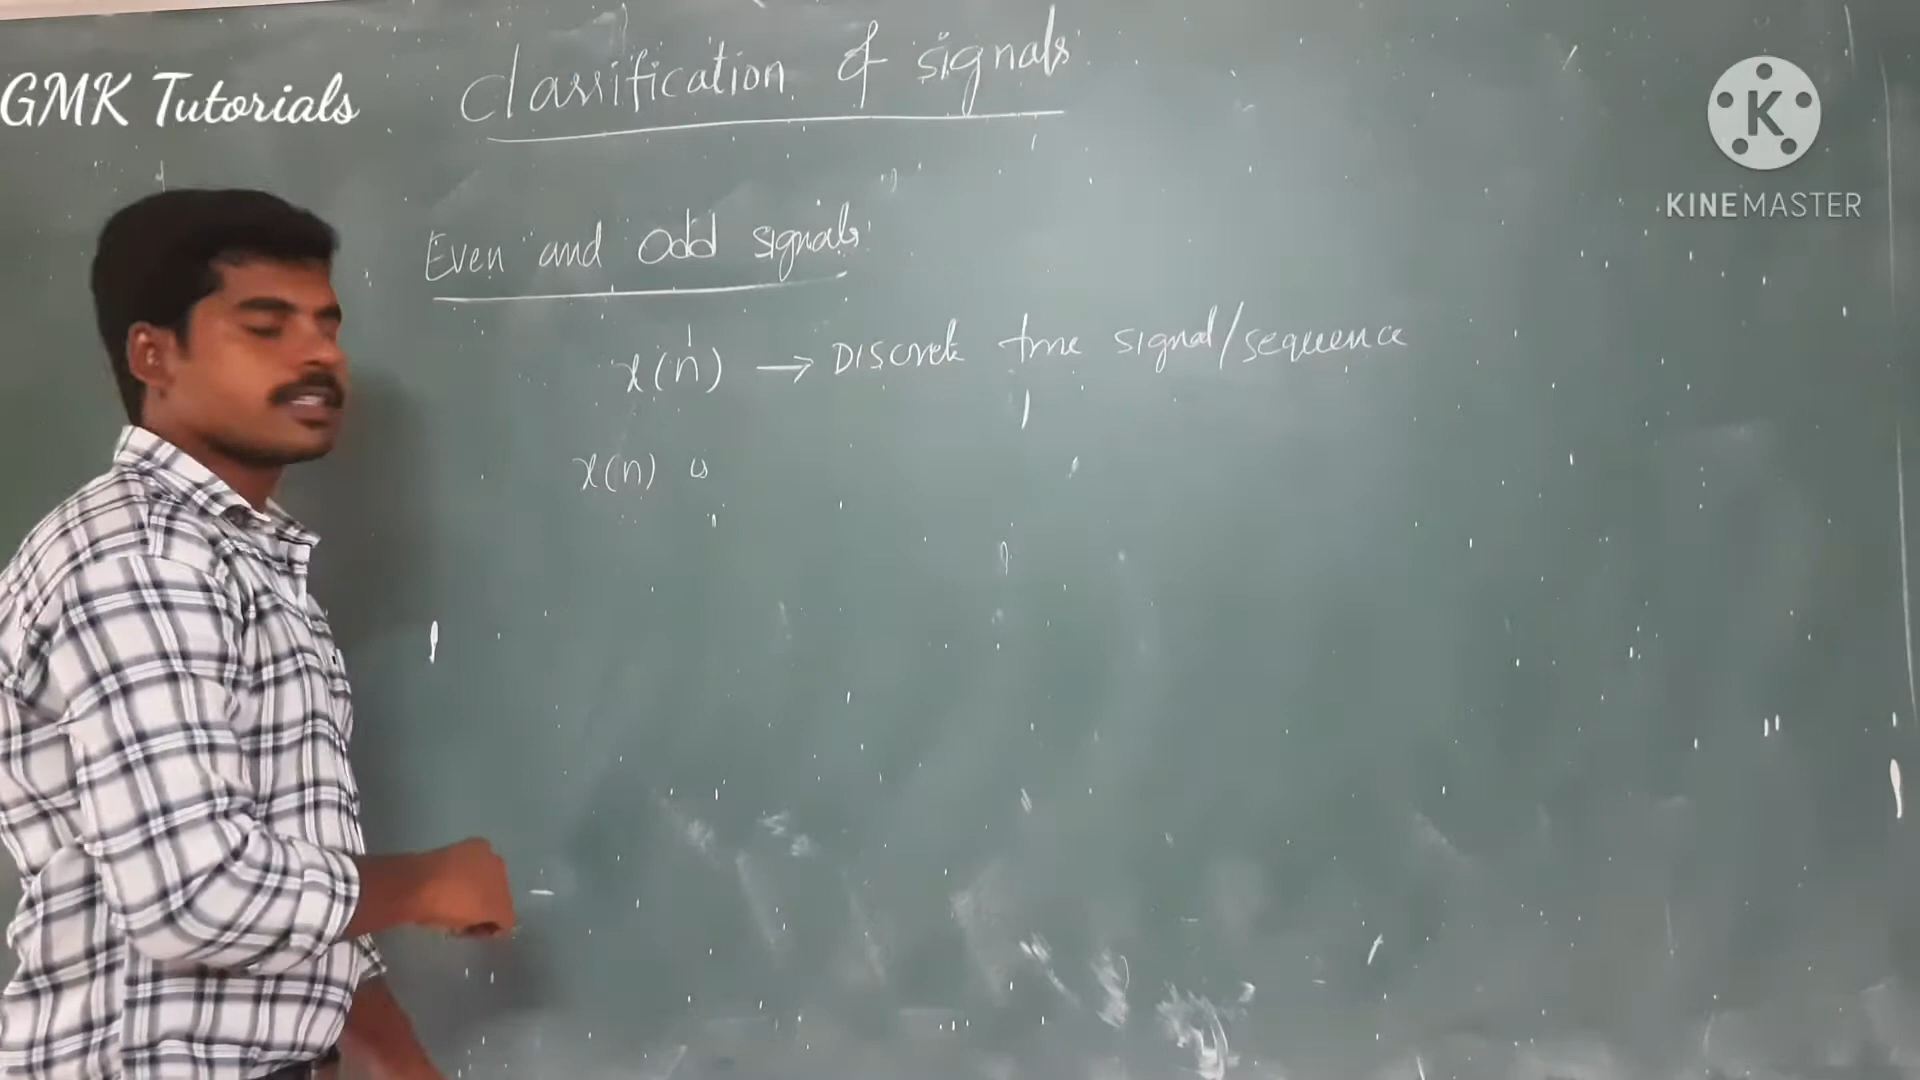 GMK Tutorials
Classification of signals
K
KINEMASTER
Even and Odd signals
x(n) → Discrete time signal/sequence
x(n) is